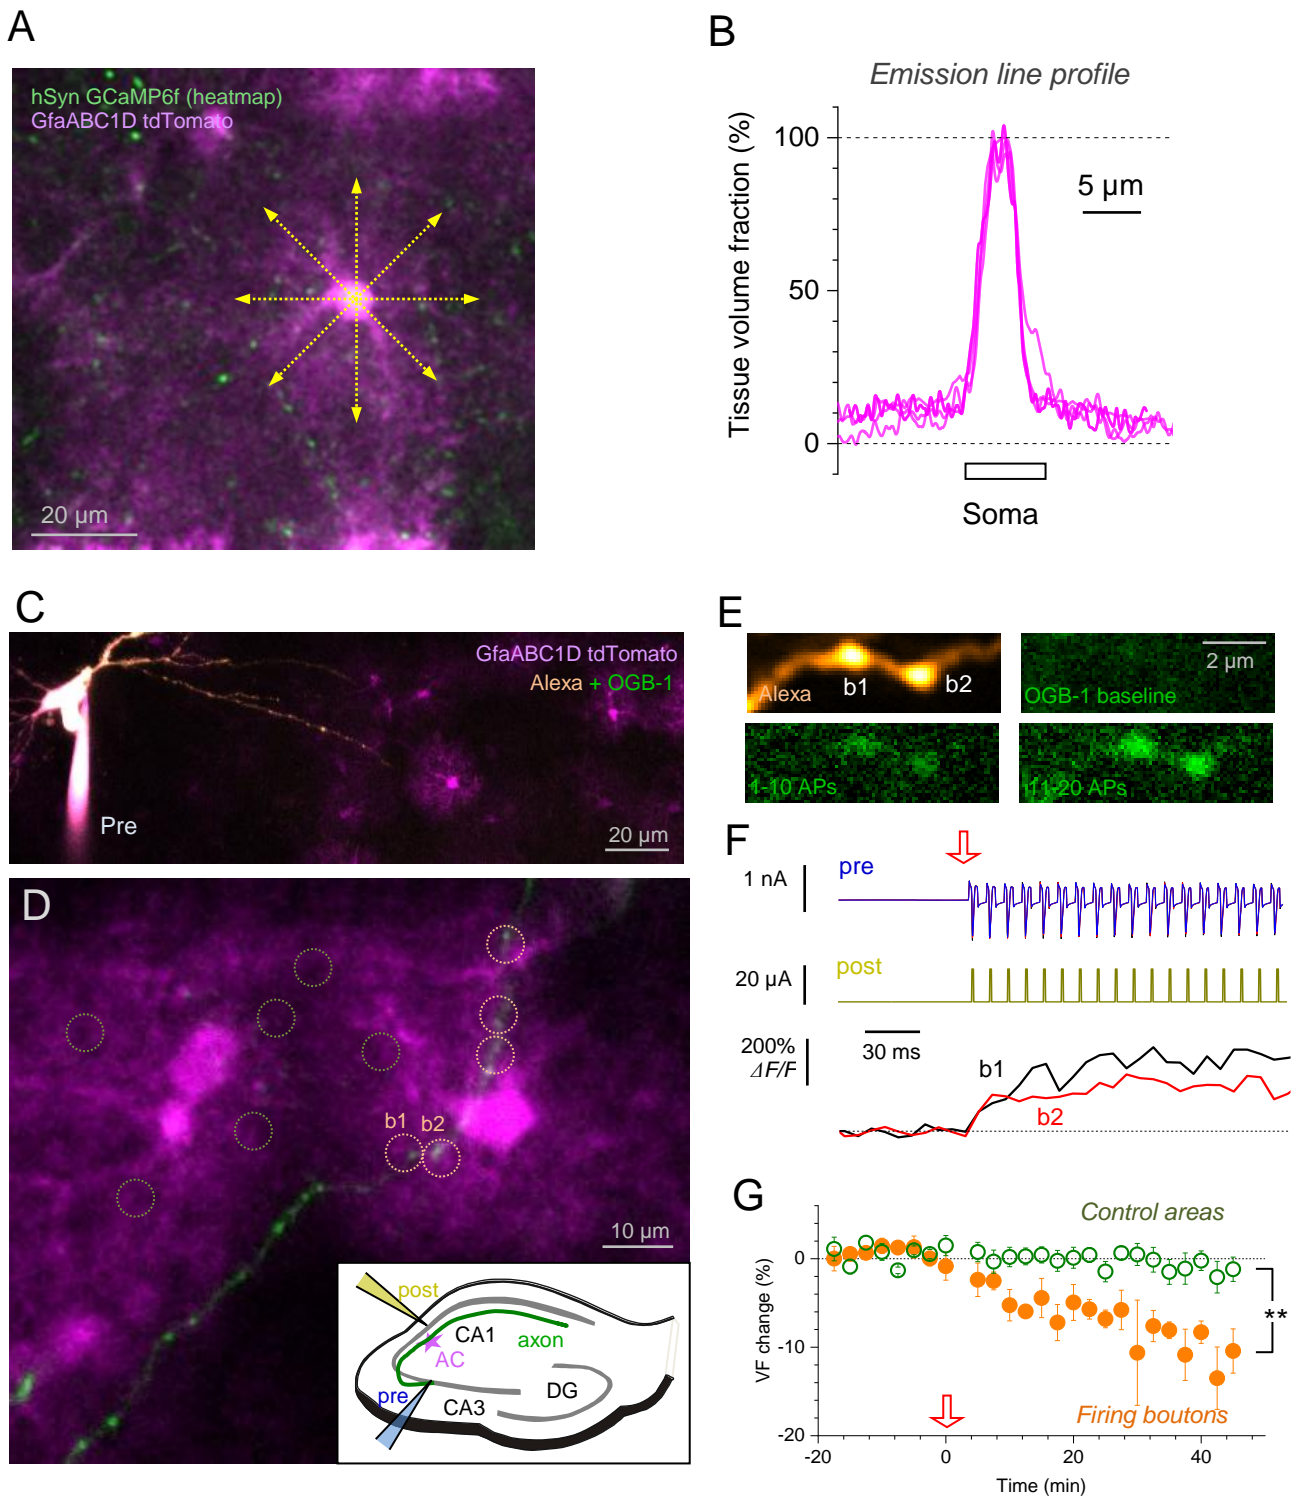 A
hSyn GCaMP6f (heatmap)
GfaABC1D tdTomato
20 µm
B
Emission line profile
Tissue volume fraction (%)
100
50
0
5 µm
Soma
C
GfaABC1D tdTomato
Alexa + OGB-1
Pre
20 µm
D
b1 b2
10 µm
post
CA1
axon
AC
pre
CA3
DG
E
Alexa
b1
b2
OGB-1 baseline
2 µm
1-10 APs
11-20 APs
F
1 nA
pre
20 µA
post
200%
ΔF/F
30 ms
b1
b2
G
Control areas
VF change (%)
0
-10
-20
**
Firing boutons
-20 0 20 40
Time (min)